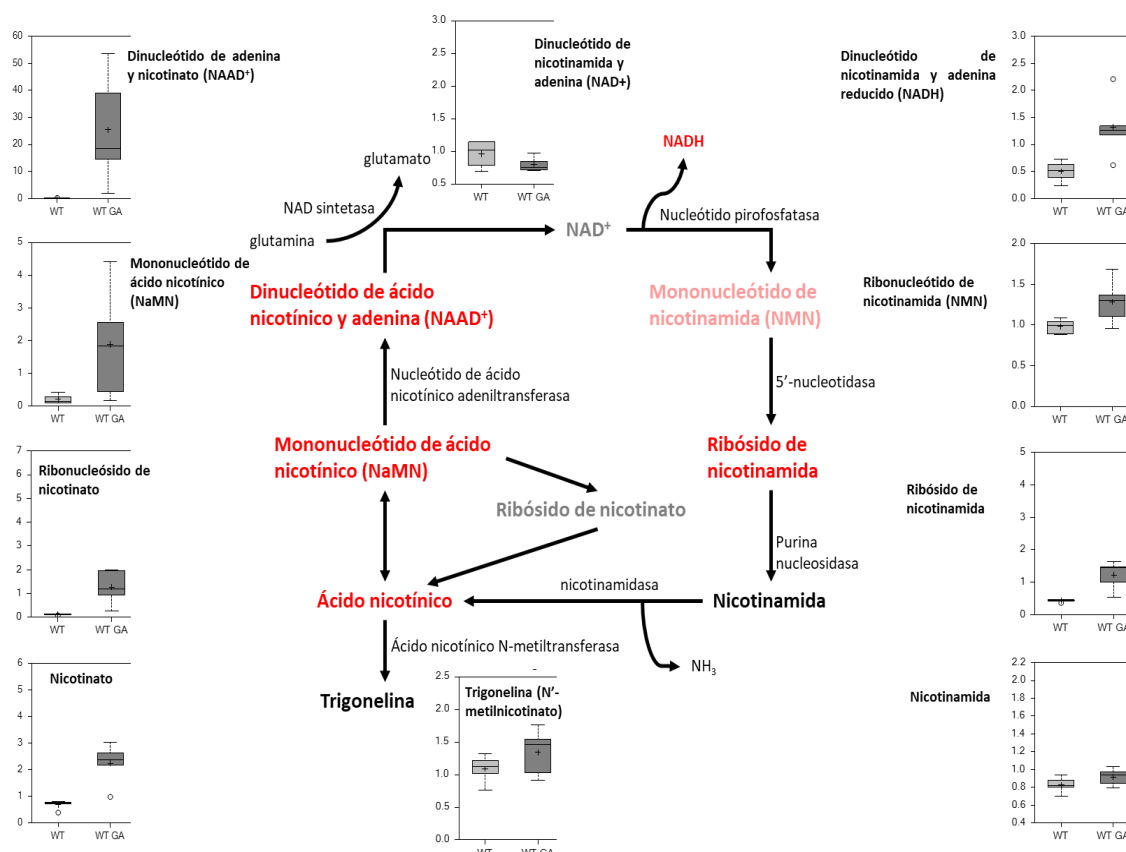 60
50
40
30
20
10
0
WT
WT GA
Dinucleótido de adenina
y nicotinato (NAAD⁺)
3.0
2.5
2.0
1.5
1.0
0.5
WT
WT GA
Dinucleótido de
nicotinamida y
adenina (NAD+)
Dinucleótido de
nicotinamida y adenina
reducido (NADH)
3.0
2.5
2.0
1.5
1.0
0.5
0.0
WT
WT GA
glutamato
NAD sintetasa
glutamina
NADH
NAD⁺
Nucleótido pirofosfatasa
5
4
3
2
1
0
WT
WT GA
Mononucleótido de
ácido nicotínico
(NaMN)
Dinucleótido de ácido
nicotínico y adenina (NAAD⁺)
Mononucleótido de
nicotinamida (NMN)
Ribonucleótido de
nicotinamida (NMN)
2.0
1.5
1.0
0.5
0.0
WT
WT GA
Nucleótido de ácido
nicotínico adeniltransferasa
5’-nucleotidasa
7
6
5
4
3
2
1
0
WT
WT GA
Ribonucleósido de
nicotinato
Mononucleótido de ácido
nicotínico (NaMN)
Ribósido de
nicotinamida
Ribósido de nicotinato
Ribósido de
nicotinamida
5
4
3
2
1
0
WT
WT GA
Purina
nucleosidasa
nicotinamidasa
Ácido nicotínico
Nicotinamida
Ácido nicotínico N-metiltransferasa
NH₃
Trigonelina
6
5
4
3
2
1
0
WT
WT GA
Nicotinato
2.5
2.0
1.5
1.0
0.5
0.0
WT
WT GA
Trigonelina (N’-
metilnicotinato)
Nicotinamida
2.2
2.0
1.8
1.6
1.4
1.2
1.0
0.8
0.6
0.4
WT
WT GA